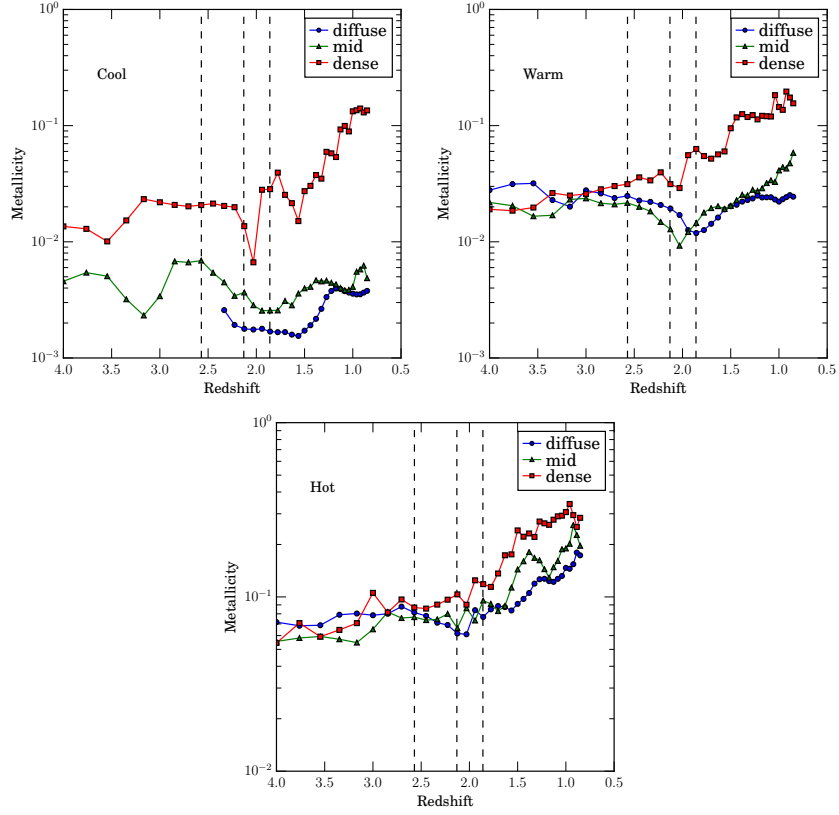 10^0
diffuse
mid
dense
Cool
10^-1
Metallicity
10^-2
10^-3
4.0 3.5 3.0 2.5 2.0 1.5 1.0 0.5
Redshift
10^0
diffuse
mid
dense
Warm
10^-1
Metallicity
10^-2
10^-3
4.0 3.5 3.0 2.5 2.0 1.5 1.0 0.5
Redshift
10^0
diffuse
mid
dense
Hot
Metallicity
10^-1
10^-2
4.0 3.5 3.0 2.5 2.0 1.5 1.0 0.5
Redshift